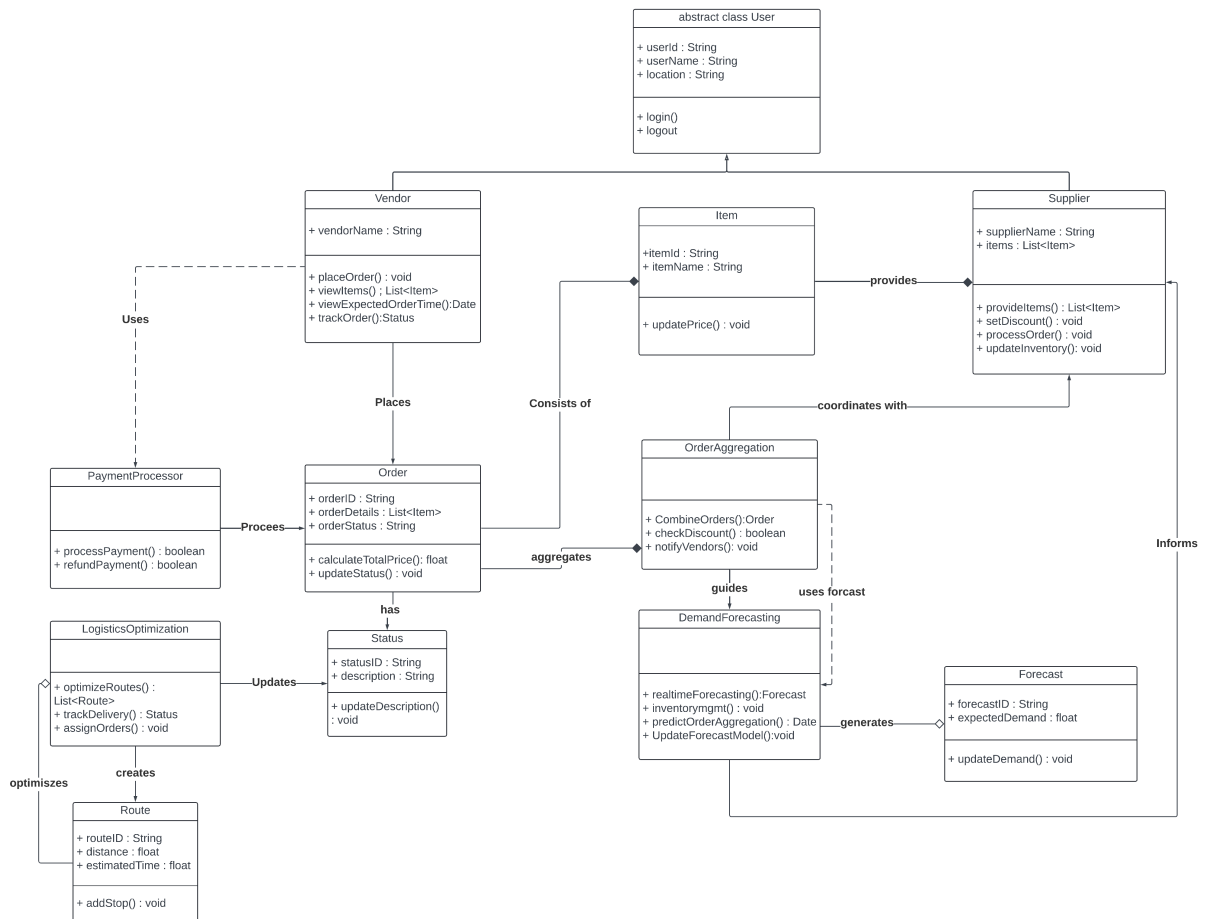 abstract class User
+ userId : String
+ userName : String
+ location : String
+ login()
+ logout
Vendor
+ vendorName : String
+ placeOrder() : void
+ viewItems() ; List<Item>
+ viewExpectedOrderTime():Date
+ trackOrder():Status
Item
+itemId : String
+ itemName : String
+ updatePrice() : void
provides
Supplier
+ supplierName : String
+ items : List<Item>
+ provideItems() : List<Item>
+ setDiscount() : void
+ processOrder() : void
+ updateInventory(): void
Uses
Places
Consists of
coordinates with
PaymentProcessor
+ processPayment() : boolean
+ refundPayment() : boolean
Procees
Order
+ orderID : String
+ orderDetails : List<Item>
+ orderStatus : String
+ calculateTotalPrice(): float
+ updateStatus() : void
aggregates
OrderAggregation
+ CombineOrders():Order
+ checkDiscount() : boolean
+ notifyVendors(): void
Informs
has
guides
uses forcast
LogisticsOptimization
+ optimizeRoutes() :
List<Route>
+ trackDelivery() : Status
+ assignOrders() : void
Updates
Status
+ statusID : String
+ description : String
+ updateDescription()
: void
DemandForecasting
+ realtimeForecasting():Forecast
+ inventorymgmt() : void
+ predictOrderAggregation() : Date
+ UpdateForecastModel():void
generates
Forecast
+ forecastID : String
+ expectedDemand : float
+ updateDemand() : void
optimiszes
creates
Route
+ routeID : String
+ distance : float
+ estimatedTime : float
+ addStop() : void